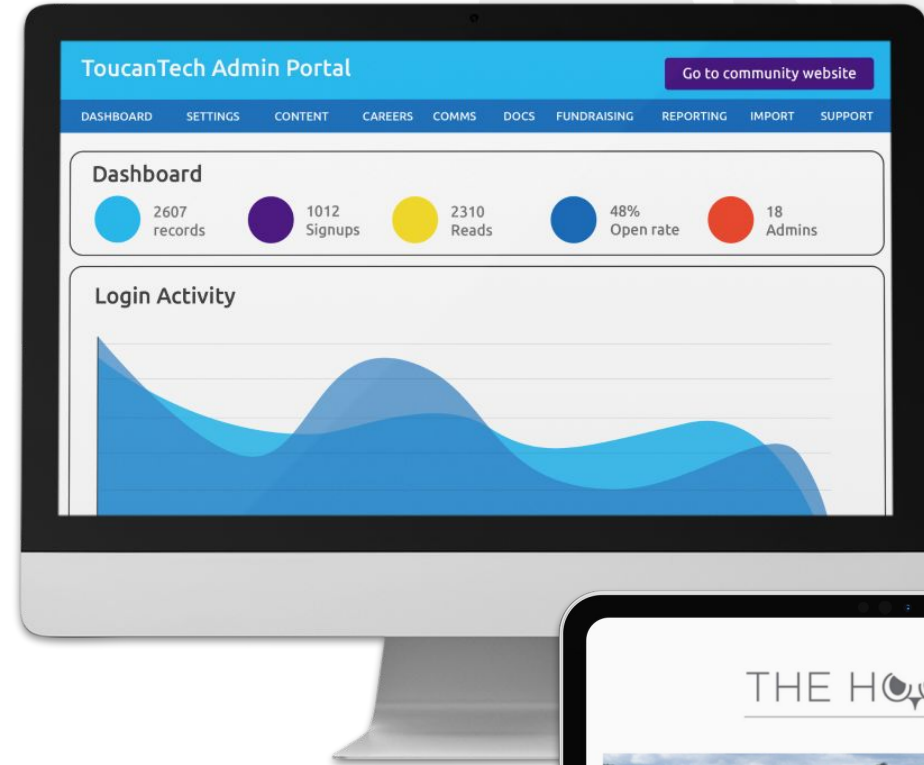 ToucanTech Admin Portal
Go to community website
DASHBOARD SETTINGS CONTENT CAREERS COMMS DOCS FUNDRAISING REPORTING IMPORT SUPPORT
Dashboard
2607
records
1012
Signups
2310
Reads
48%
Open rate
18
Admins
Login Activity
THE